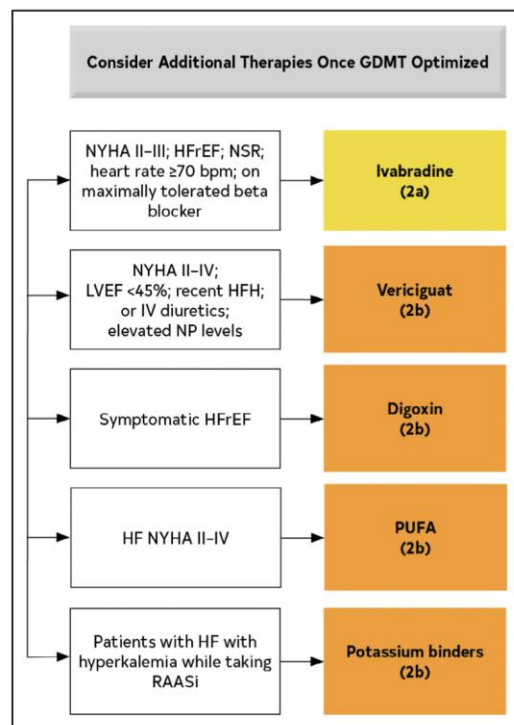 Consider Additional Therapies Once GDMT Optimized
NYHA II–III; HFrEF; NSR;
heart rate ≥70 bpm; on
maximally tolerated beta
blocker
Ivabradine
(2a)
NYHA II–IV;
LVEF <45%; recent HFH;
or IV diuretics;
elevated NP levels
Vericiguat
(2b)
Symptomatic HFrEF
Digoxin
(2b)
HF NYHA II–IV
PUFA
(2b)
Patients with HF with
hyperkalemia while taking
RAASi
Potassium binders
(2b)